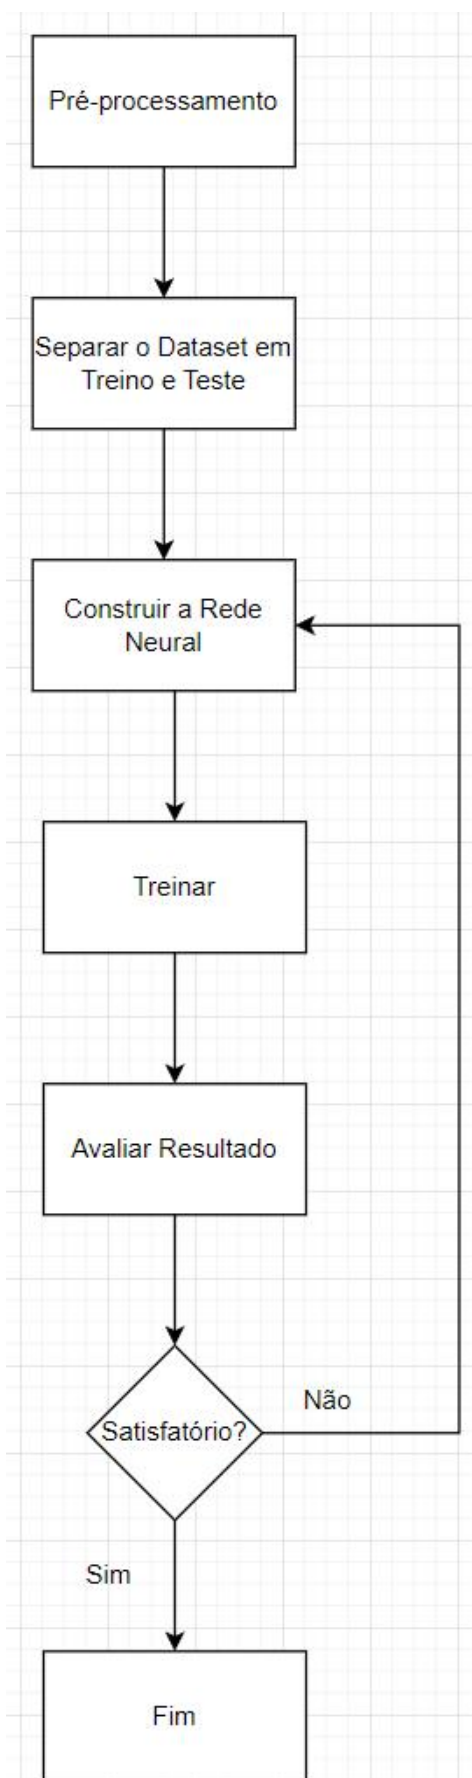 Pré-processamento
Separar o Dataset em
Treino e Teste
Construir a Rede
Neural
Treinar
Avaliar Resultado
Satisfatório?
Não
Sim
Fim